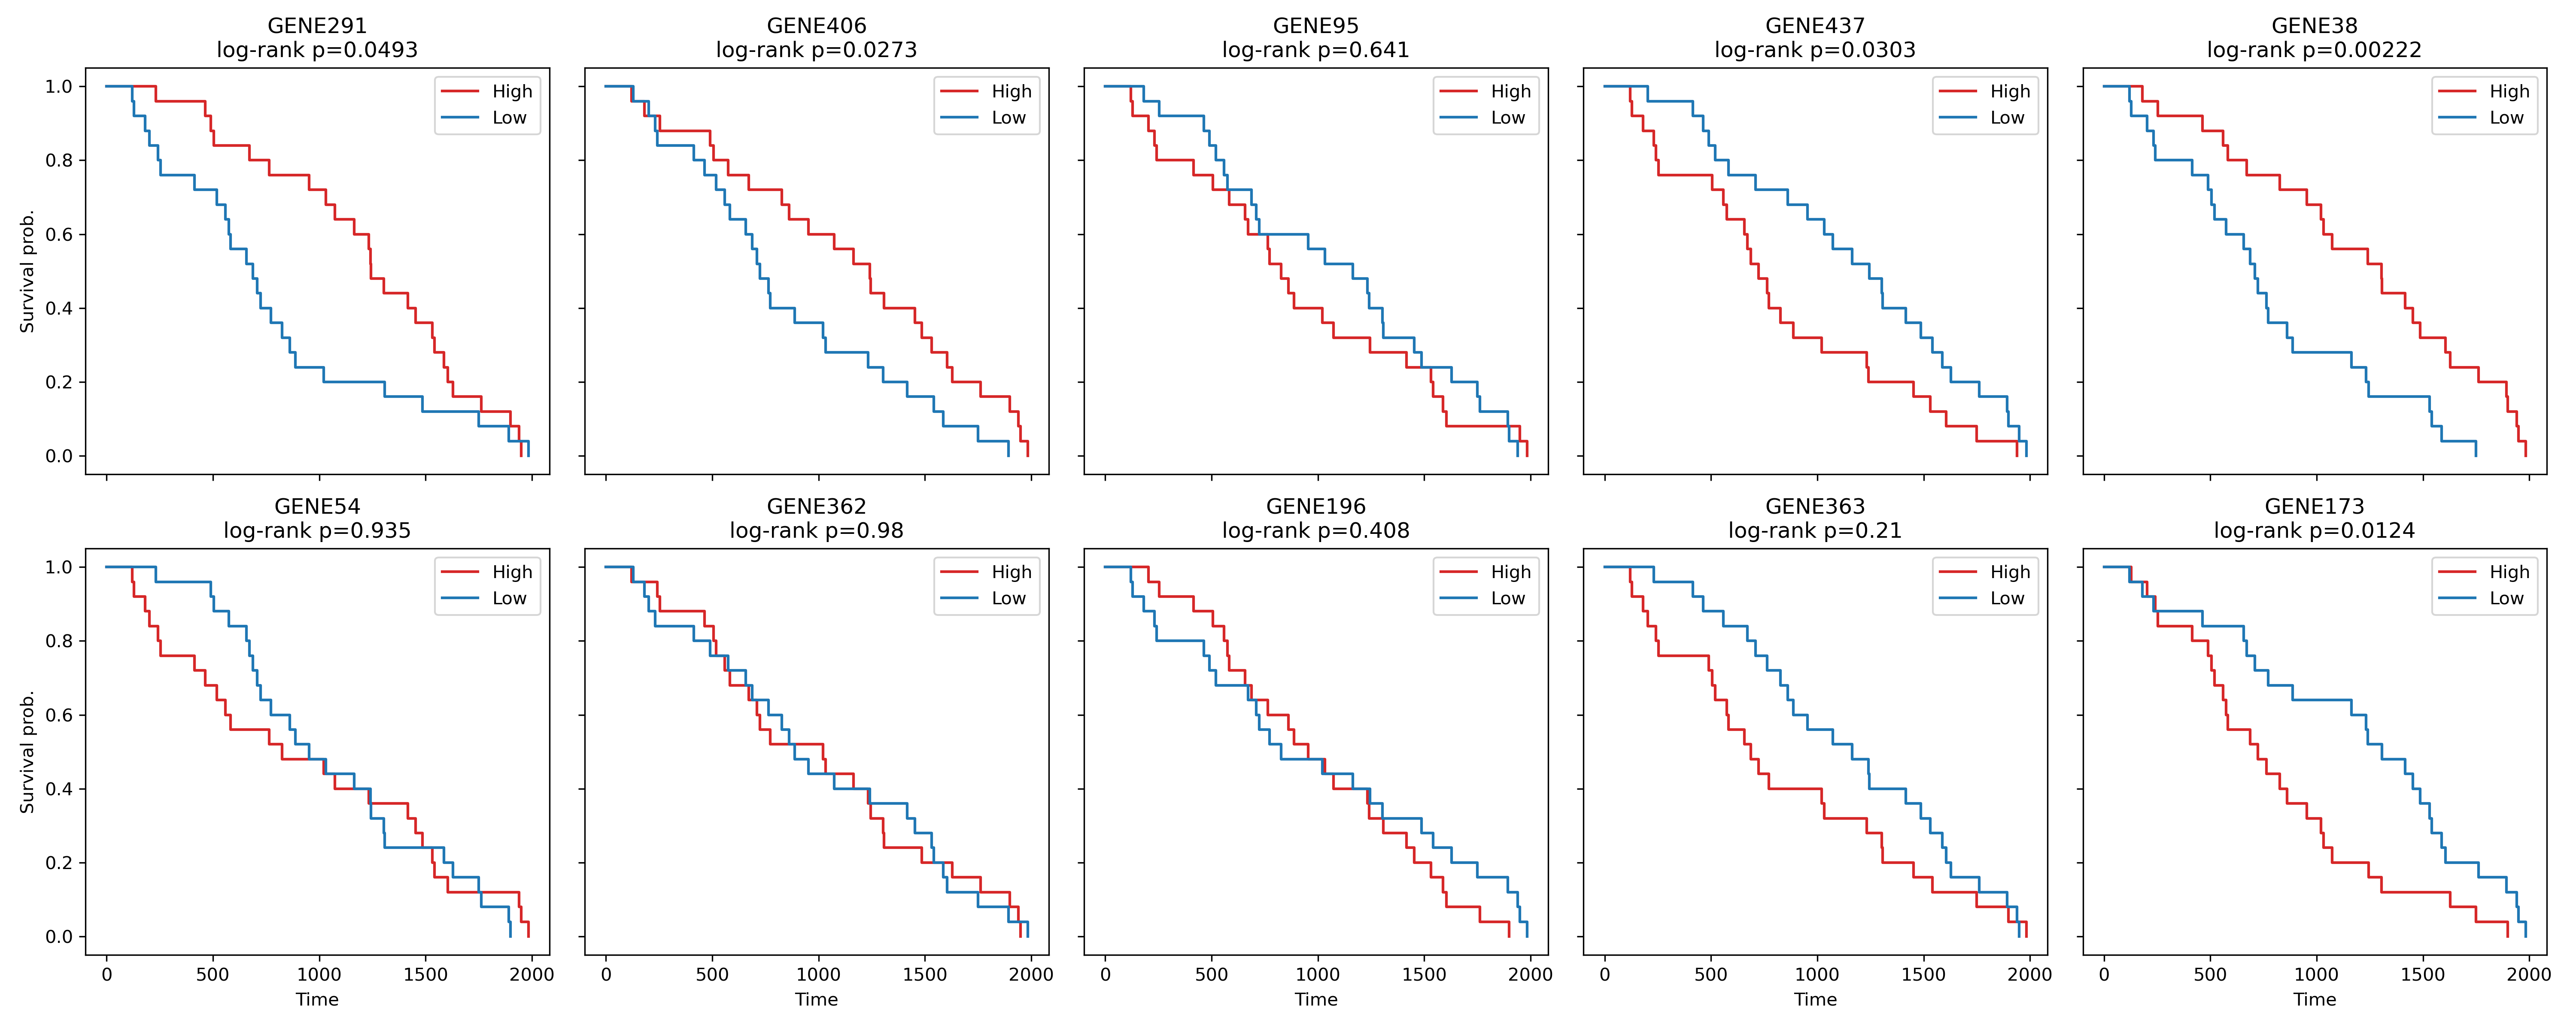 GENE291
log-rank p=0.0493
GENE406
log-rank p=0.0273
GENE95
log-rank p=0.641
GENE437
log-rank p=0.0303
GENE38
log-rank p=0.00222
High
Low
High
Low
High
Low
High
Low
High
Low
Survival prob.
1.0
0.8
0.6
0.4
0.2
0.0
GENE54
log-rank p=0.935
GENE362
log-rank p=0.98
GENE196
log-rank p=0.408
GENE363
log-rank p=0.21
GENE173
log-rank p=0.0124
High
Low
High
Low
High
Low
High
Low
High
Low
Survival prob.
1.0
0.8
0.6
0.4
0.2
0.0
0 500 1000 1500 2000
0 500 1000 1500 2000
0 500 1000 1500 2000
0 500 1000 1500 2000
0 500 1000 1500 2000
Time
Time
Time
Time
Time